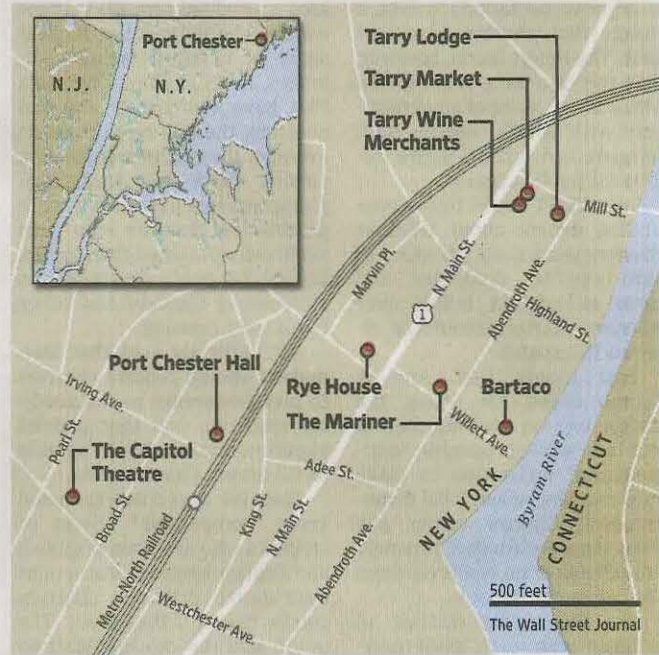 Port Chester
N.J.
N.Y.
Tarry Lodge
Tarry Market
Tarry Wine
Merchants
Mill St.
Marvin Pl.
N. Main St.
Abendroth Ave.
Highland St.
1
Port Chester Hall
Irving Ave.
Rye House
The Mariner
Bartaco
Willett Ave.
Pearl St.
The Capitol
Theatre
Broad St.
Adee St.
King St.
N. Main St.
Metro-North Railroad
Abendroth Ave.
Westchester Ave.
NEW YORK
Byram River
CONNECTICUT
500 feet
The Wall Street Journal